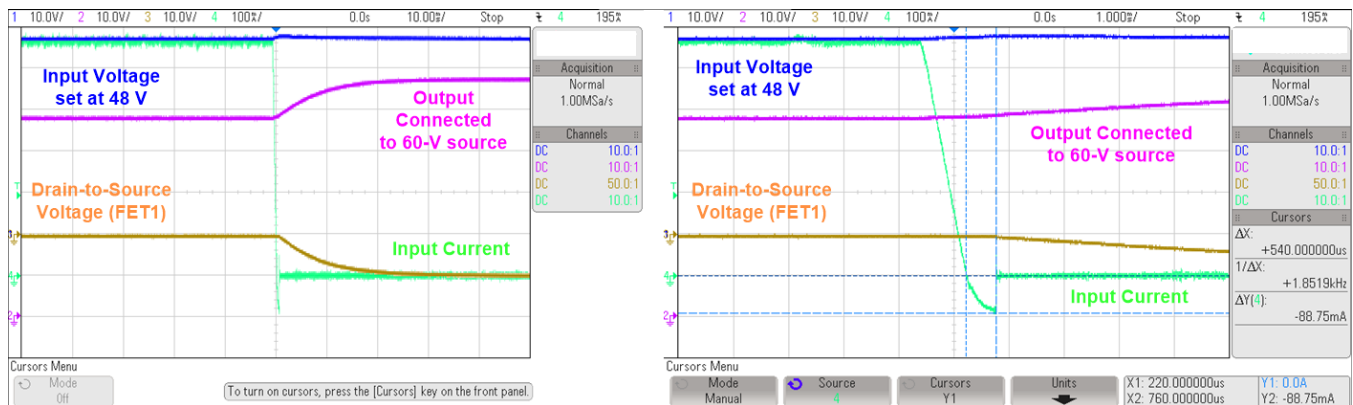 1 10.0V/ 2 10.0V/ 3 10.0V/ 4 100℅/ 0.0s 10.00℅/ Stop 4 195℅
Input Voltage
set at 48 V
Output
Connected
to 60-V source
Drain-to-Source
Voltage (FET1)
Input Current
Acquisition
Normal
1.00MSa/s
Channels
DC 10.0:1
DC 10.0:1
DC 50.0:1
DC 10.0:1
Cursors Menu
Mode
Off
To turn on cursors, press the [Cursors] key on the front panel.
1 10.0V/ 2 10.0V/ 3 10.0V/ 4 100℅/ 0.0s 1.000℅/ Stop 4 195℅
Input Voltage
set at 48 V
Output Connected
to 60-V source
Drain-to-Source
Voltage (FET1)
Input Current
Acquisition
Normal
1.00MSa/s
Channels
DC 10.0:1
DC 10.0:1
DC 50.0:1
DC 10.0:1
Cursors
ΔX:
+540.000000us
1/ΔX:
+1.8519kHz
ΔY(4):
-88.75mA
Cursors Menu
Mode
Manual
Source
4
Cursors
Y1
Units
X1: 220.000000us
X2: 760.000000us
Y1: 0.0A
Y2: -88.75mA